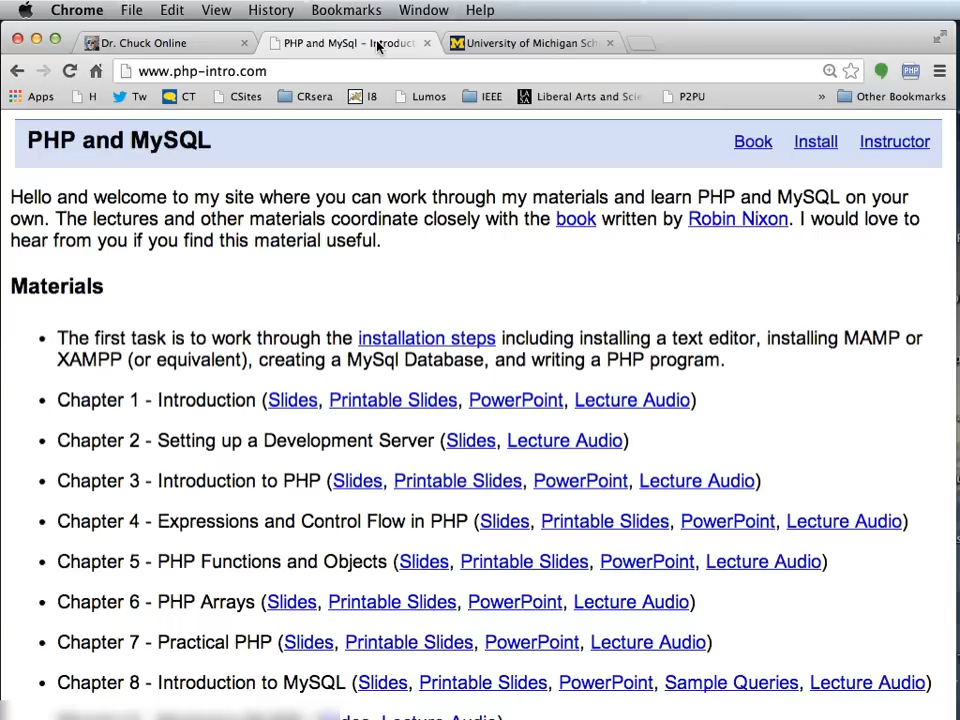 Chrome File Edit View History Bookmarks Window Help
Dr. Chuck Online
PHP and MySql - Introduct
University of Michigan Sch
www.php-intro.com
Apps H Tw CT CSites CRsera I8 Lumos IEEE Liberal Arts and Scie P2PU » Other Bookmarks
PHP and MySQL
Book Install Instructor
Hello and welcome to my site where you can work through my materials and learn PHP and MySQL on your
own. The lectures and other materials coordinate closely with the book written by Robin Nixon. I would love to
hear from you if you find this material useful.
Materials
• The first task is to work through the installation steps including installing a text editor, installing MAMP or
XAMPP (or equivalent), creating a MySql Database, and writing a PHP program.
• Chapter 1 - Introduction (Slides, Printable Slides, PowerPoint, Lecture Audio)
• Chapter 2 - Setting up a Development Server (Slides, Lecture Audio)
• Chapter 3 - Introduction to PHP (Slides, Printable Slides, PowerPoint, Lecture Audio)
• Chapter 4 - Expressions and Control Flow in PHP (Slides, Printable Slides, PowerPoint, Lecture Audio)
• Chapter 5 - PHP Functions and Objects (Slides, Printable Slides, PowerPoint, Lecture Audio)
• Chapter 6 - PHP Arrays (Slides, Printable Slides, PowerPoint, Lecture Audio)
• Chapter 7 - Practical PHP (Slides, Printable Slides, PowerPoint, Lecture Audio)
• Chapter 8 - Introduction to MySQL (Slides, Printable Slides, PowerPoint, Sample Queries, Lecture Audio)